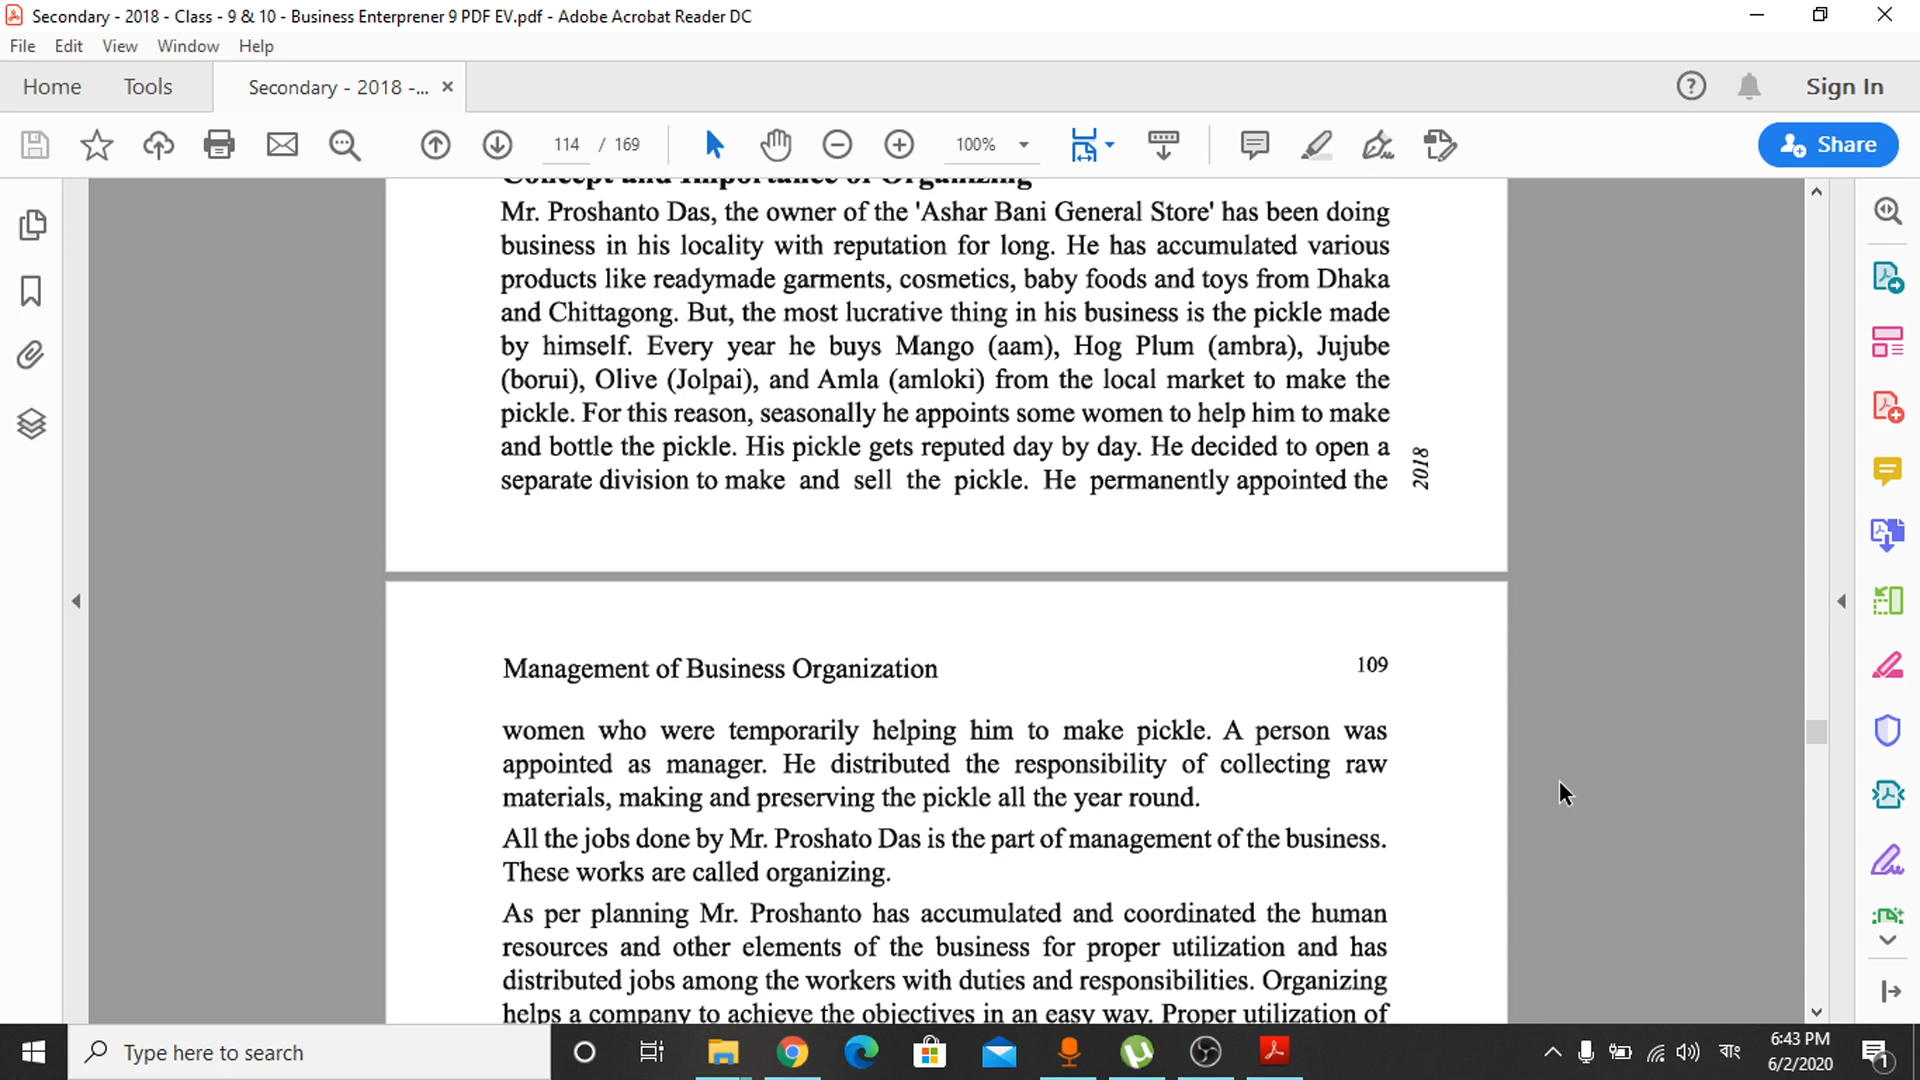 Secondary - 2018 - Class - 9 & 10 - Business Enterprener 9 PDF EV.pdf - Adobe Acrobat Reader DC
File Edit View Window Help
Home Tools Secondary - 2018 -... × Sign In
114 / 169 100% Share
Concept and Importance of Organizing
Mr. Proshanto Das, the owner of the 'Ashar Bani General Store' has been doing
business in his locality with reputation for long. He has accumulated various
products like readymade garments, cosmetics, baby foods and toys from Dhaka
and Chittagong. But, the most lucrative thing in his business is the pickle made
by himself. Every year he buys Mango (aam), Hog Plum (ambra), Jujube
(borui), Olive (Jolpai), and Amla (amloki) from the local market to make the
pickle. For this reason, seasonally he appoints some women to help him to make
and bottle the pickle. His pickle gets reputed day by day. He decided to open a
separate division to make and sell the pickle. He permanently appointed the
2018
Management of Business Organization 109
women who were temporarily helping him to make pickle. A person was
appointed as manager. He distributed the responsibility of collecting raw
materials, making and preserving the pickle all the year round.
All the jobs done by Mr. Proshato Das is the part of management of the business.
These works are called organizing.
As per planning Mr. Proshanto has accumulated and coordinated the human
resources and other elements of the business for proper utilization and has
distributed jobs among the workers with duties and responsibilities. Organizing
helps a company to achieve the objectives in an easy way. Proper utilization of
Type here to search
বাং
6:43 PM
6/2/2020
1